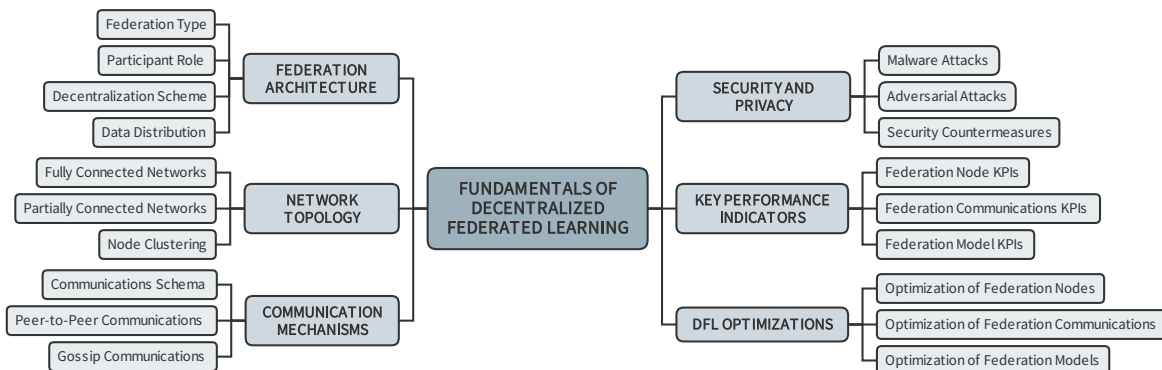 Federation Type
Participant Role
Decentralization Scheme
Data Distribution
FEDERATION
ARCHITECTURE
Fully Connected Networks
Partially Connected Networks
Node Clustering
NETWORK
TOPOLOGY
Communications Schema
Peer-to-Peer Communications
Gossip Communications
COMMUNICATION
MECHANISMS
FUNDAMENTALS OF
DECENTRALIZED
FEDERATED LEARNING
SECURITY AND
PRIVACY
Malware Attacks
Adversarial Attacks
Security Countermeasures
KEY PERFORMANCE
INDICATORS
Federation Node KPIs
Federation Communications KPIs
Federation Model KPIs
DFL OPTIMIZATIONS
Optimization of Federation Nodes
Optimization of Federation Communications
Optimization of Federation Models